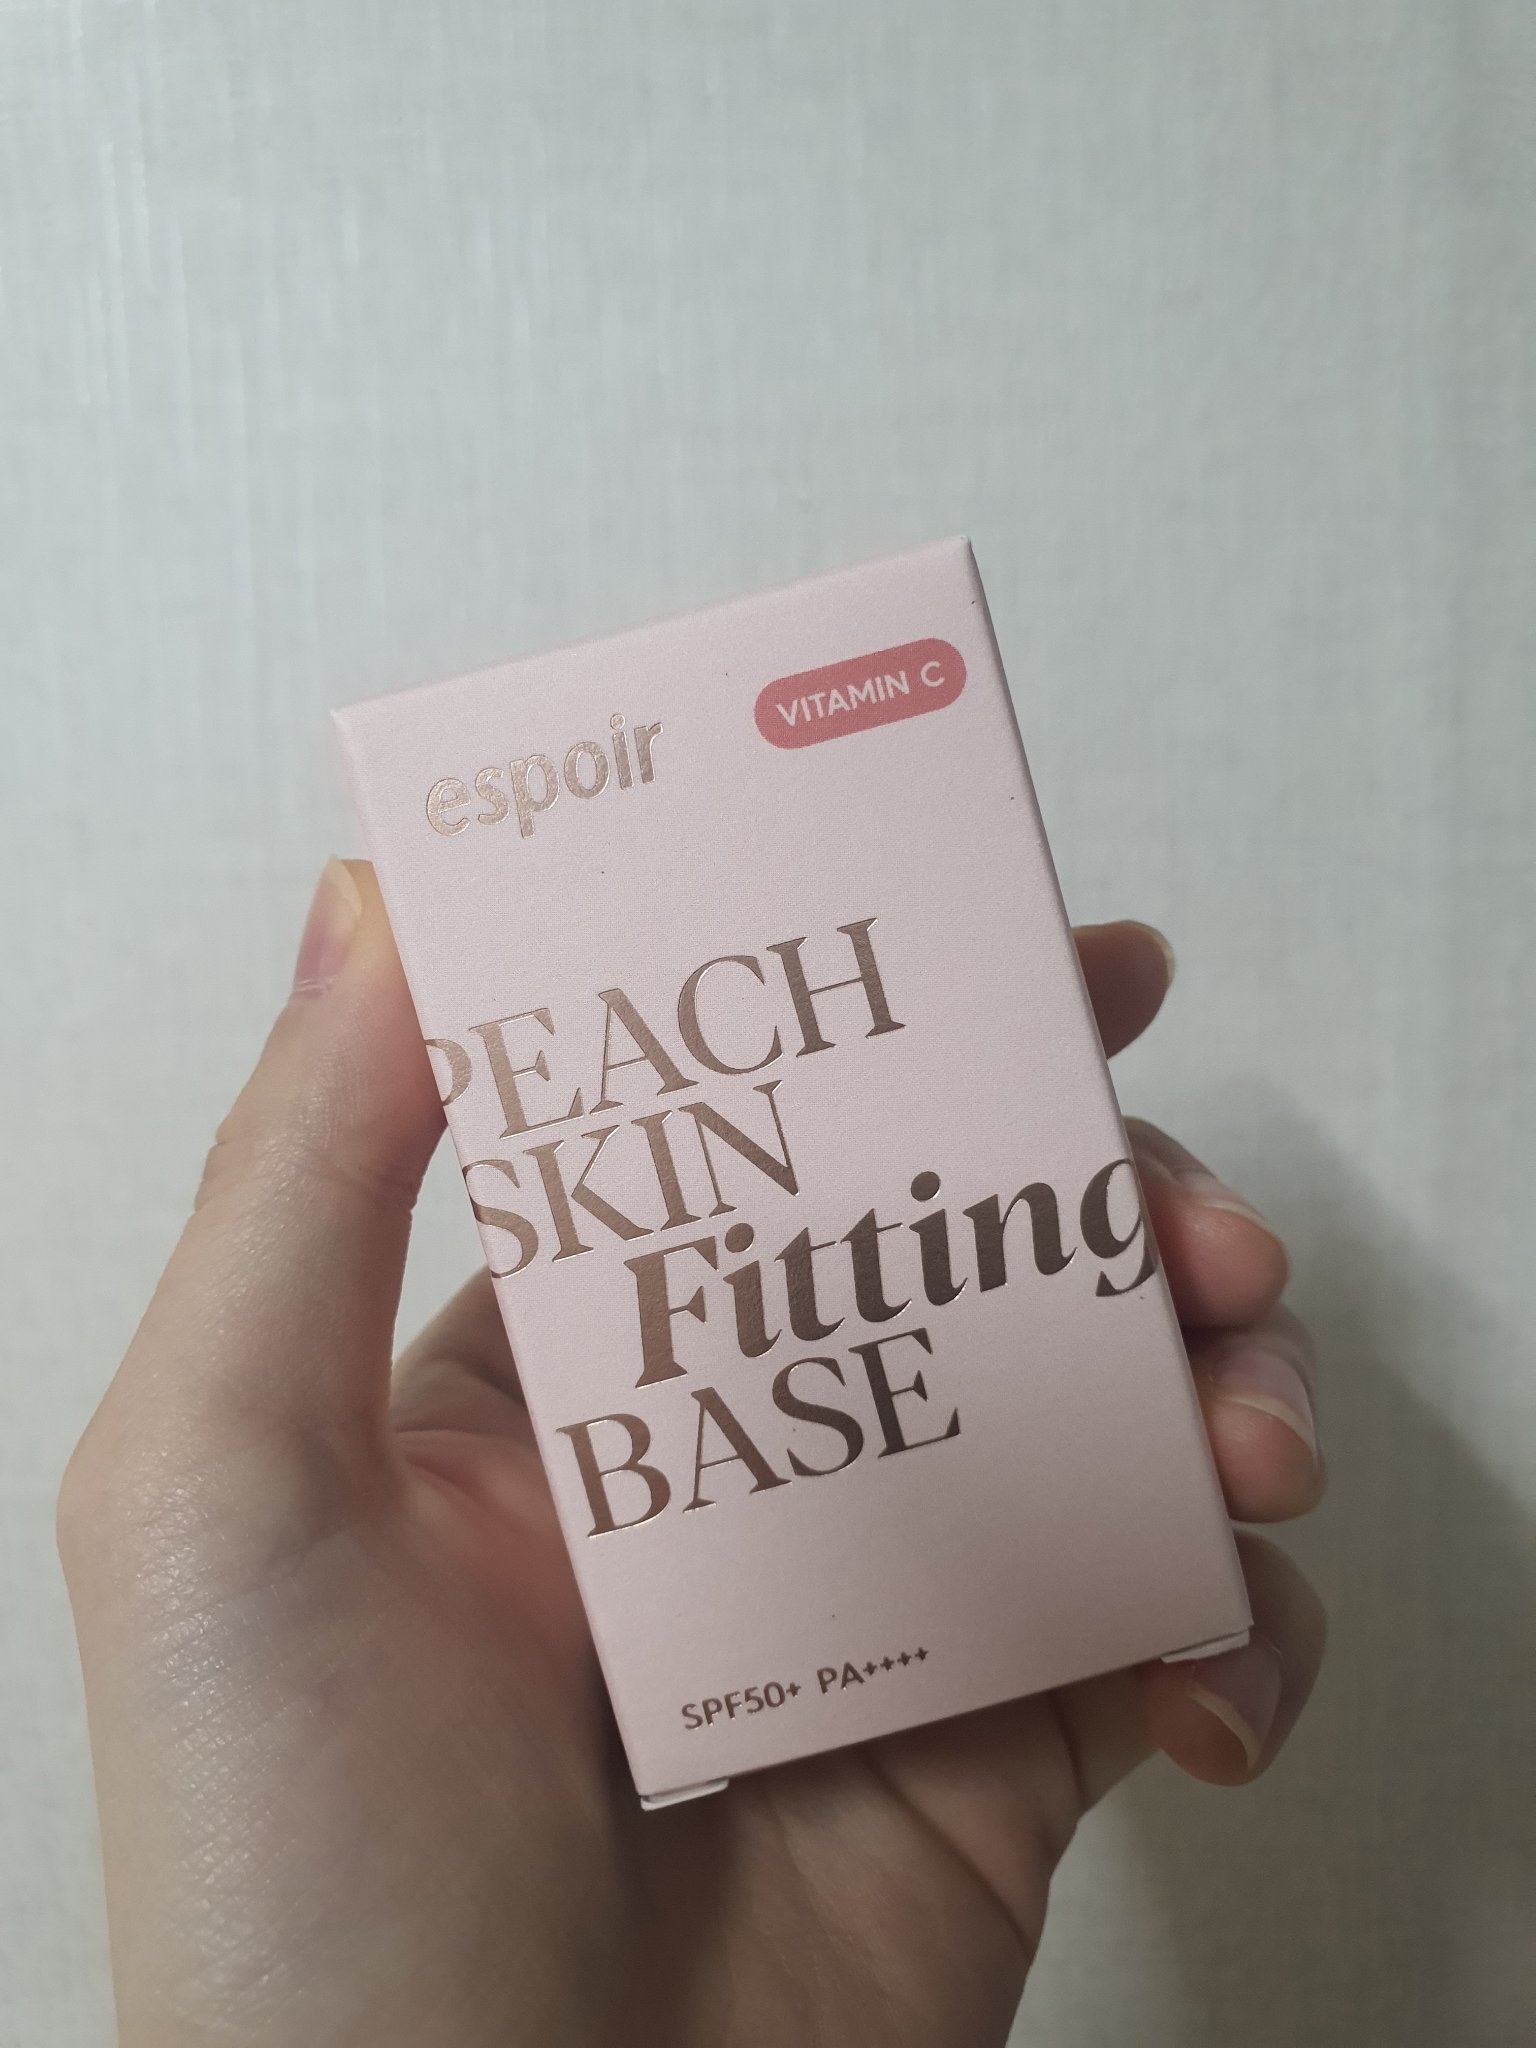 espoir
VITAMIN C
PEACH
SKIN
Fitting
BASE
SPF50+ PA++++